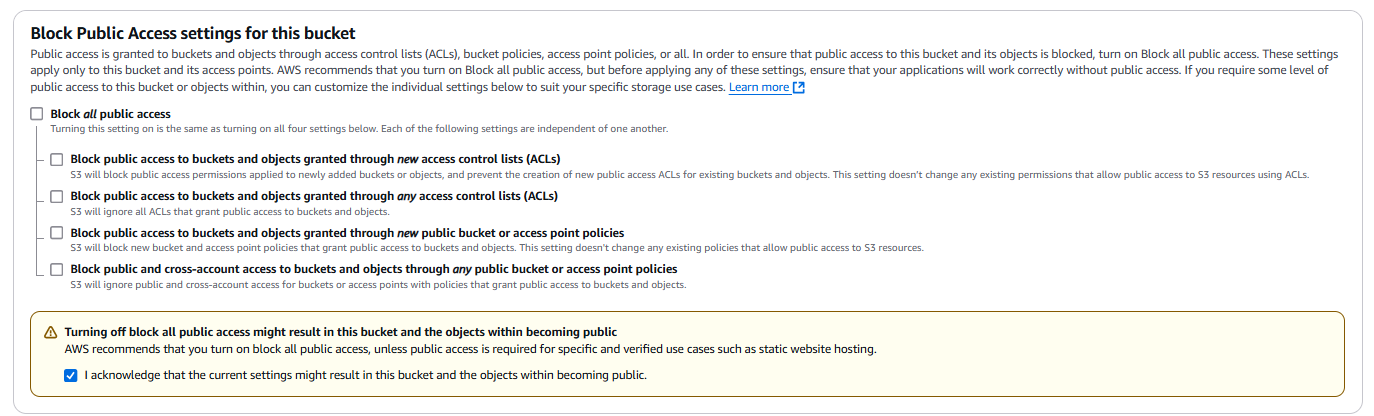 Block Public Access settings for this bucket
Public access is granted to buckets and objects through access control lists (ACLs), bucket policies, access point policies, or all. In order to ensure that public access to this bucket and its objects is blocked, turn on Block all public access. These settings
apply only to this bucket and its access points. AWS recommends that you turn on Block all public access, but before applying any of these settings, ensure that your applications will work correctly without public access. If you require some level of
public access to this bucket or objects within, you can customize the individual settings below to suit your specific storage use cases. Learn more
Block all public access
Turning this setting on is the same as turning on all four settings below. Each of the following settings are independent of one another.
Block public access to buckets and objects granted through new access control lists (ACLs)
S3 will block public access permissions applied to newly added buckets or objects, and prevent the creation of new public access ACLs for existing buckets and objects. This setting doesn't change any existing permissions that allow public access to S3 resources using ACLs.
Block public access to buckets and objects granted through any access control lists (ACLs)
S3 will ignore all ACLs that grant public access to buckets and objects.
Block public access to buckets and objects granted through new public bucket or access point policies
S3 will block new bucket and access point policies that grant public access to buckets and objects. This setting doesn't change any existing policies that allow public access to S3 resources.
Block public and cross-account access to buckets and objects through any public bucket or access point policies
S3 will ignore public and cross-account access for buckets or access points with policies that grant public access to buckets and objects.
Turning off block all public access might result in this bucket and the objects within becoming public
AWS recommends that you turn on block all public access, unless public access is required for specific and verified use cases such as static website hosting.
I acknowledge that the current settings might result in this bucket and the objects within becoming public.